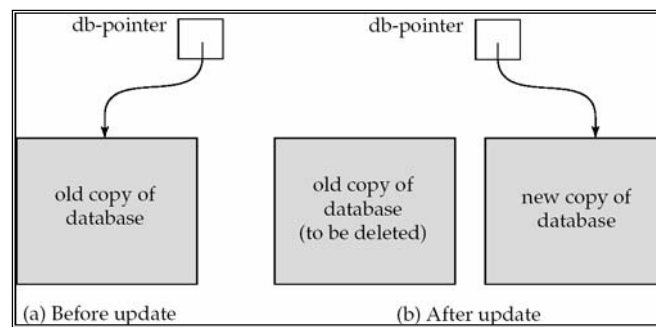 db-pointer
old copy of
database
(a) Before update
db-pointer
old copy of
database
(to be deleted)
new copy of
database
(b) After update